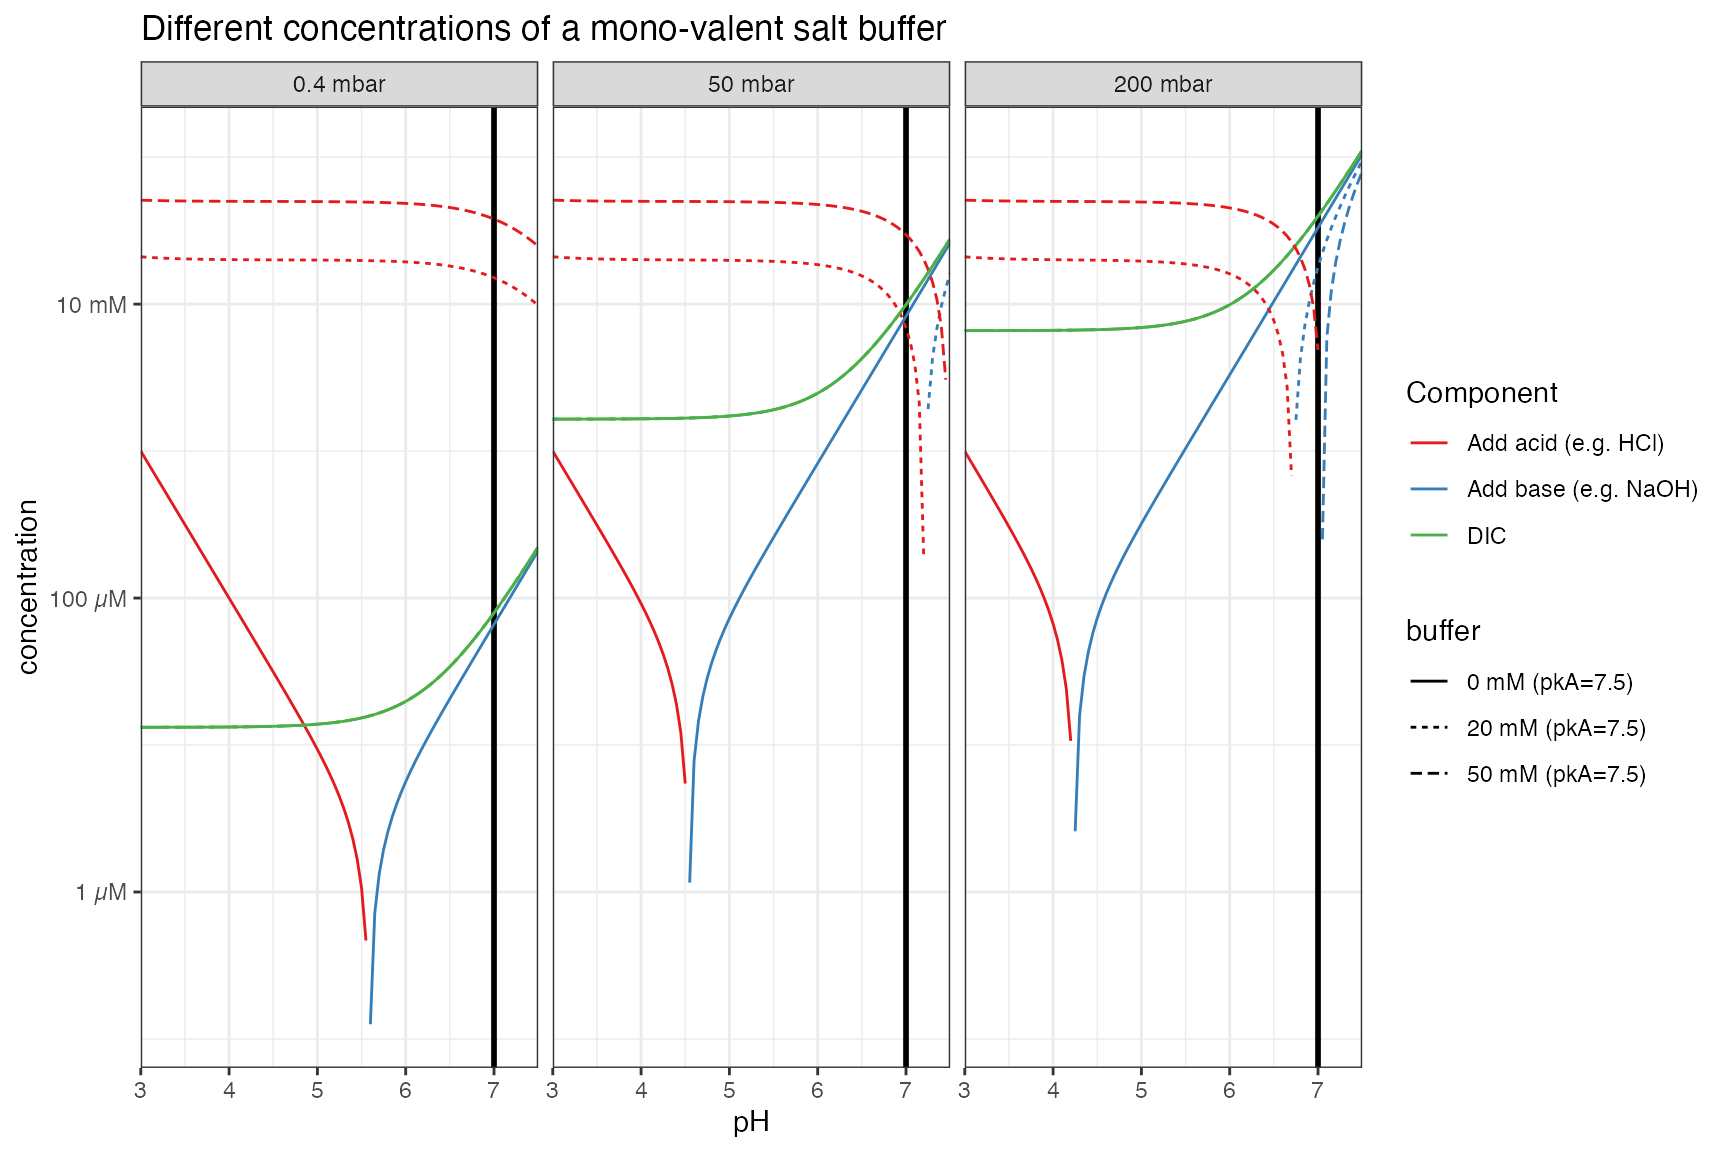 Different concentrations of a mono-valent salt buffer
0.4 mbar
50 mbar
200 mbar
concentration
10 mM
100 µM
1 µM
3 4 5 6 7
3 4 5 6 7
3 4 5 6 7
pH
Component
Add acid (e.g. HCl)
Add base (e.g. NaOH)
DIC
buffer
0 mM (pkA=7.5)
20 mM (pkA=7.5)
50 mM (pkA=7.5)